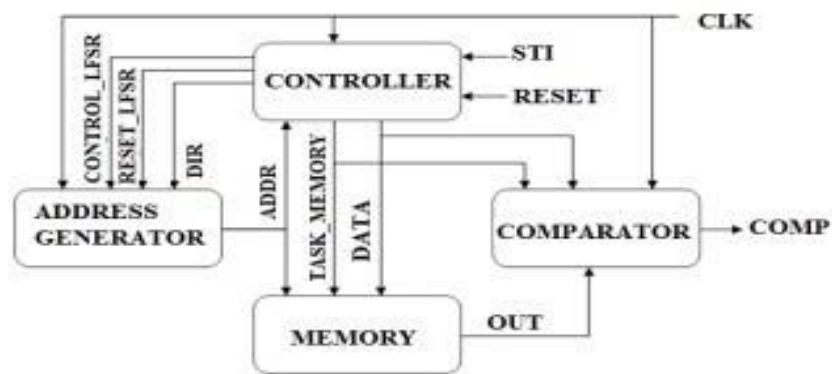 CLK
STI
CONTROLLER
RESET
CONTROL_LFSR
RESET_LFSR
DIR
ADDR
TASK_MEMORY
DATA
ADDRESS
GENERATOR
COMPARATOR
COMP
OUT
MEMORY